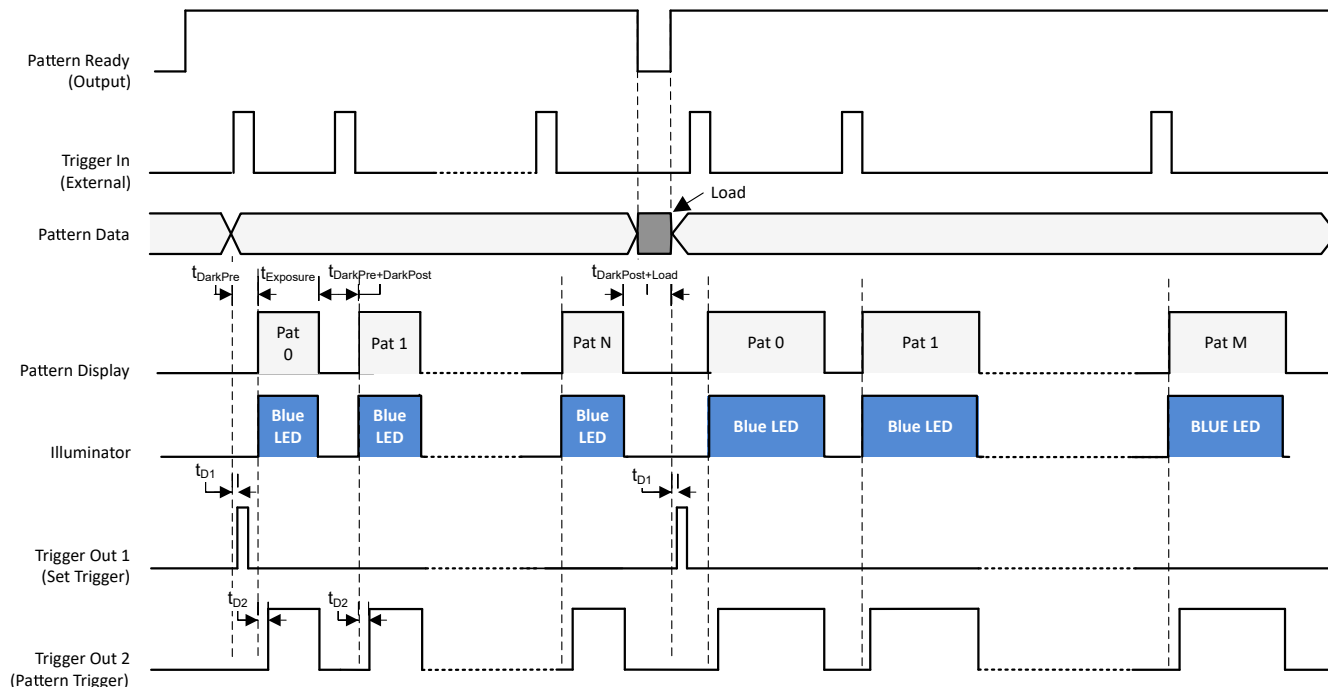 Pattern Ready
(Output)
Trigger In
(External)
Load
Pattern Data
tDarkPre
tExposure
tDarkPre+DarkPost
tDarkPost+Load
Pat
0
Pat 1
Pat N
Pat 0
Pat 1
Pat M
Pattern Display
Blue
LED
Blue
LED
Blue
LED
Blue LED
Blue LED
BLUE LED
Illuminator
tD1
tD1
Trigger Out 1
(Set Trigger)
tD2
tD2
Trigger Out 2
(Pattern Trigger)